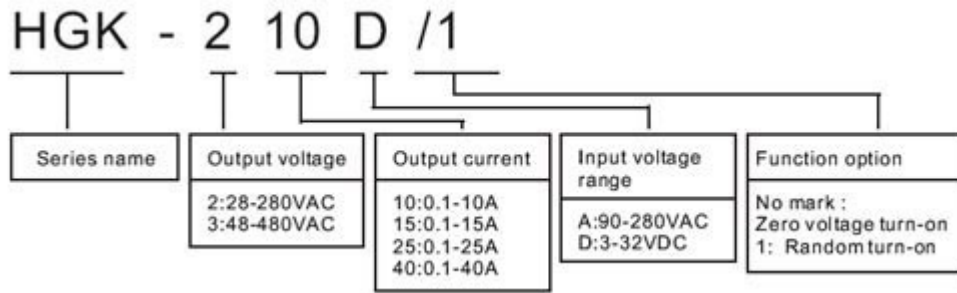 HGK - 2 10 D /1
Series name
Output voltage
2:28-280VAC
3:48-480VAC
Output current
10:0.1-10A
15:0.1-15A
25:0.1-25A
40:0.1-40A
Input voltage
range
A:90-280VAC
D:3-32VDC
Function option
No mark :
Zero voltage turn-on
1: Random turn-on